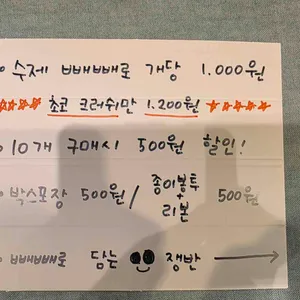 수제 빼빼로 개당 1.000원
☆☆☆☆ 초코 크러쉬만 1.200원 ☆☆☆☆☆
10개 구매시 500원 할인!
박스포장 500원 / 종이봉투 + 리본 500원
빼빼로 담는 쟁반 →